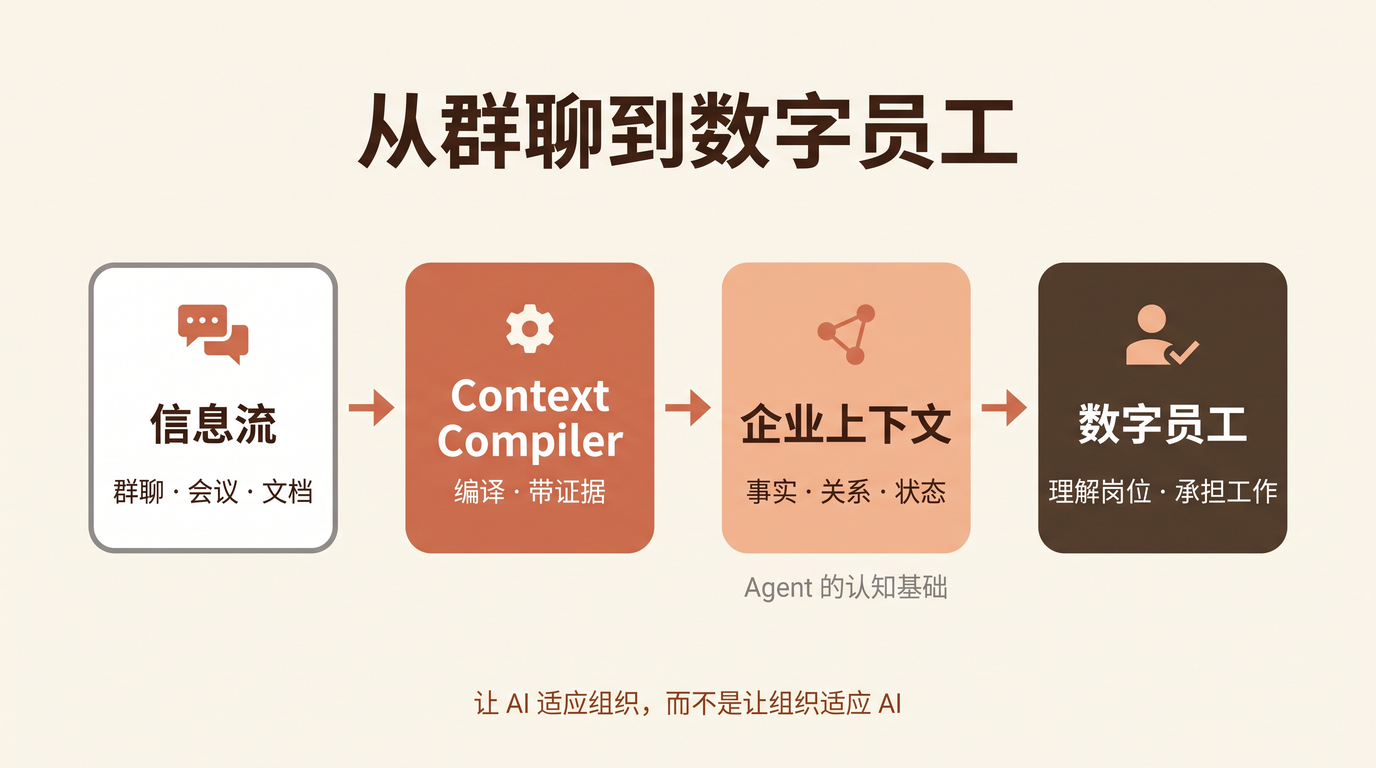 从群聊到数字员工
信息流
群聊 · 会议 · 文档
Context
Compiler
编译 · 带证据
企业上下文
事实 · 关系 · 状态
Agent 的认知基础
数字员工
理解岗位 · 承担工作
让 AI 适应组织，而不是让组织适应 AI